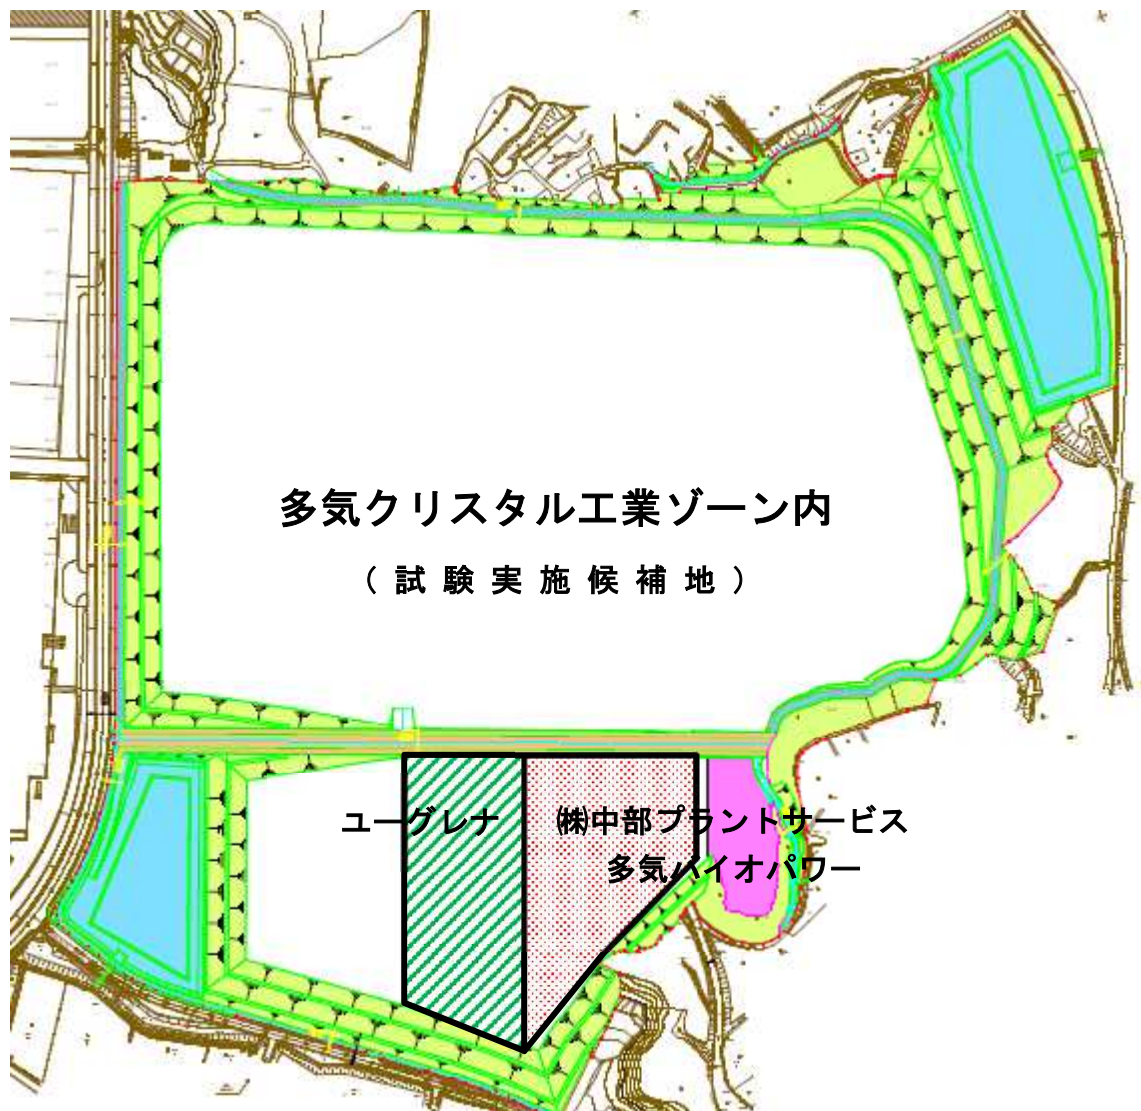 多気クリスタル工業ゾーン内
（試験実施候補地）
ユーグレナ ㈱中部プラントサービス
多気バイオパワー